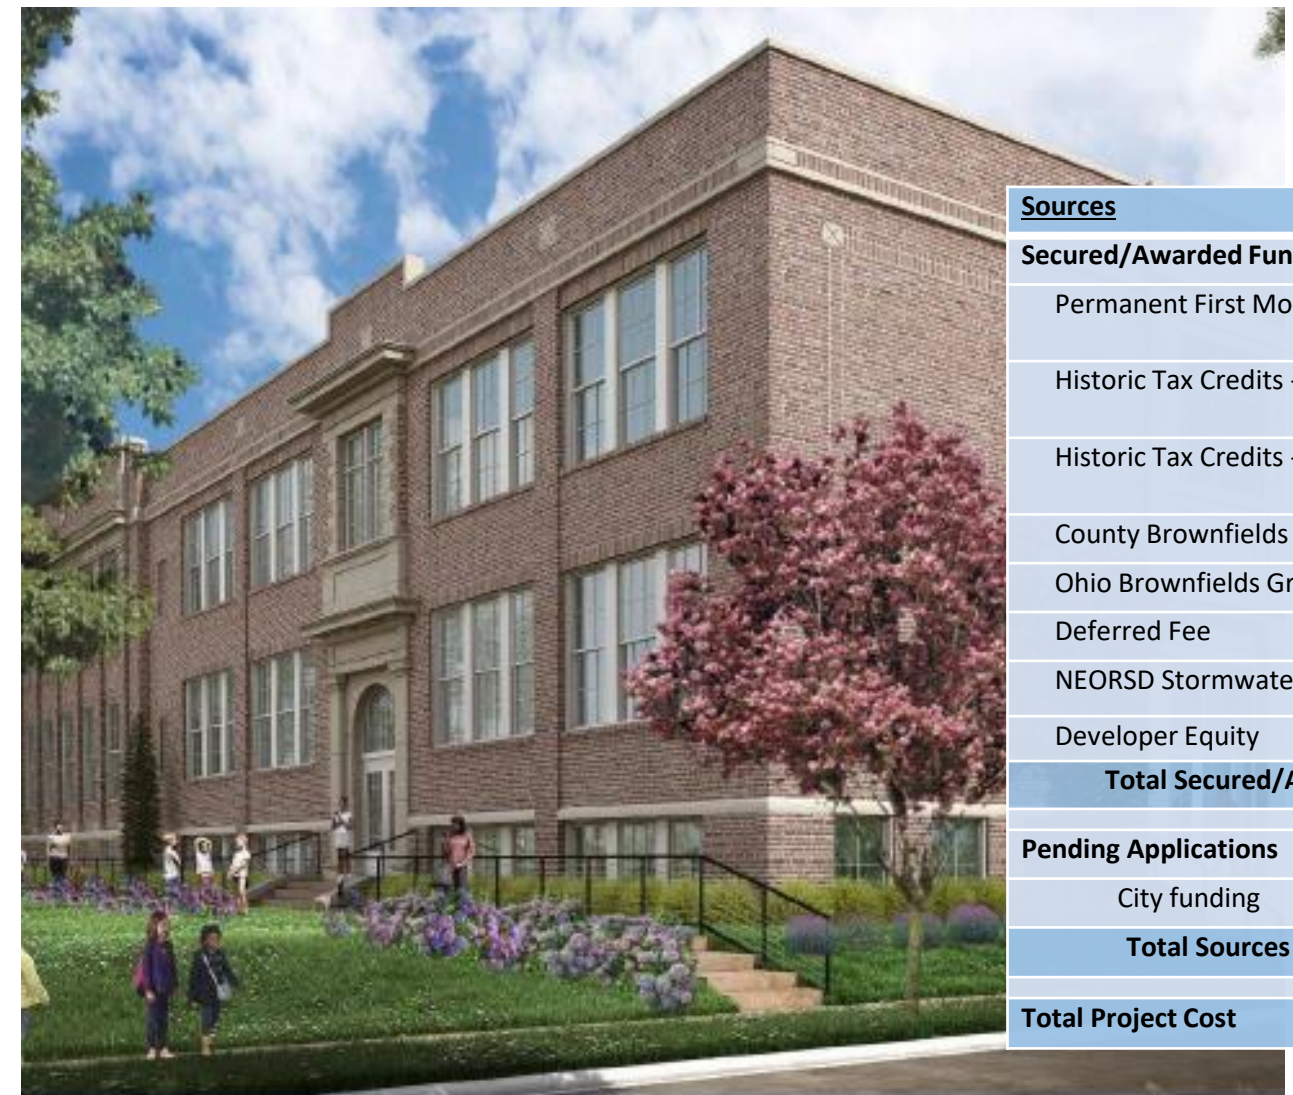 Sources
Secured/Awarded Fun
Permanent First Mo
Historic Tax Credits -
Historic Tax Credits -
County Brownfields
Ohio Brownfields Gr
Deferred Fee
NEORSD Stormwate
Developer Equity
Total Secured/A
Pending Applications
City funding
Total Sources
Total Project Cost